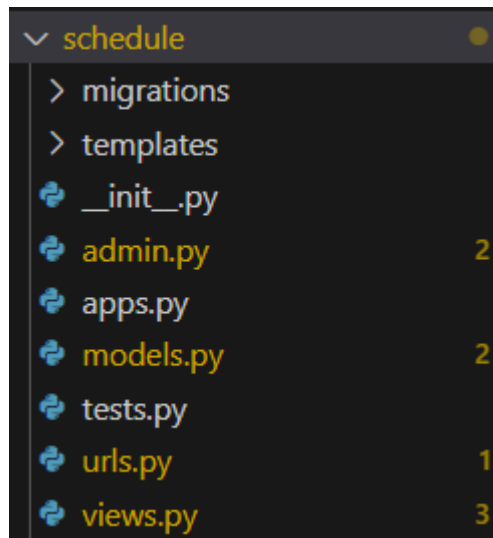 schedule
migrations
templates
__init__.py
admin.py 2
apps.py
models.py 2
tests.py
urls.py 1
views.py 3